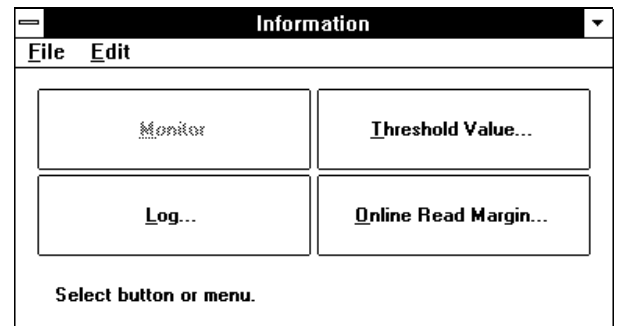 Information
File Edit
Monitor Threshold Value...
Log... Online Read Margin...
Select button or menu.